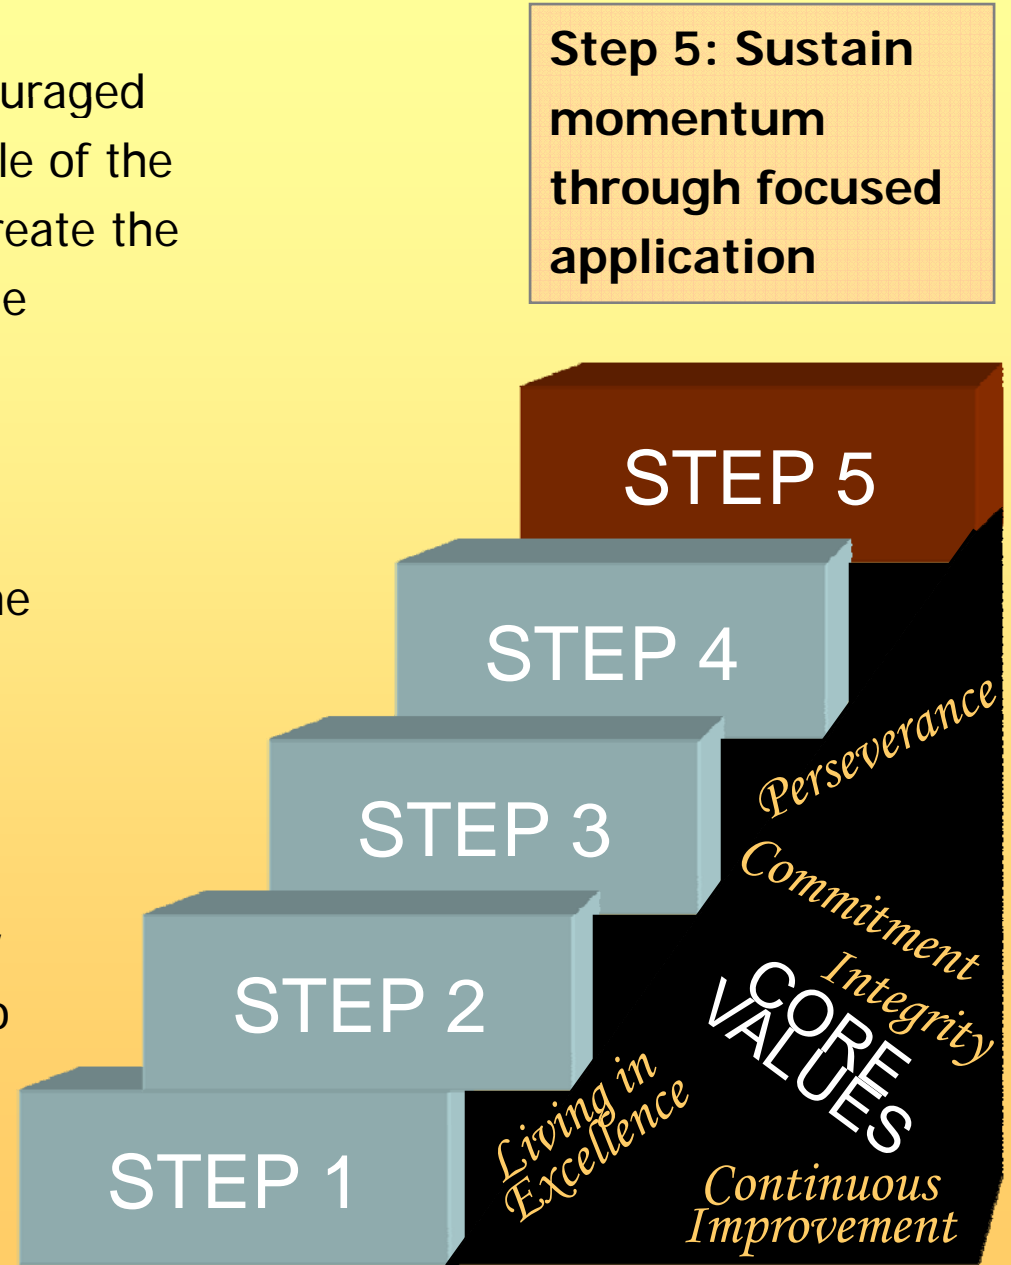 uraged
le of the
reate the
e
ne
Step 5: Sustain
momentum
through focused
application
STEP 5
STEP 4
STEP 3
STEP 2
STEP 1
Perseverance
Commitment
Integrity
CORE
VALUES
Living in
Excellence
Continuous
Improvement